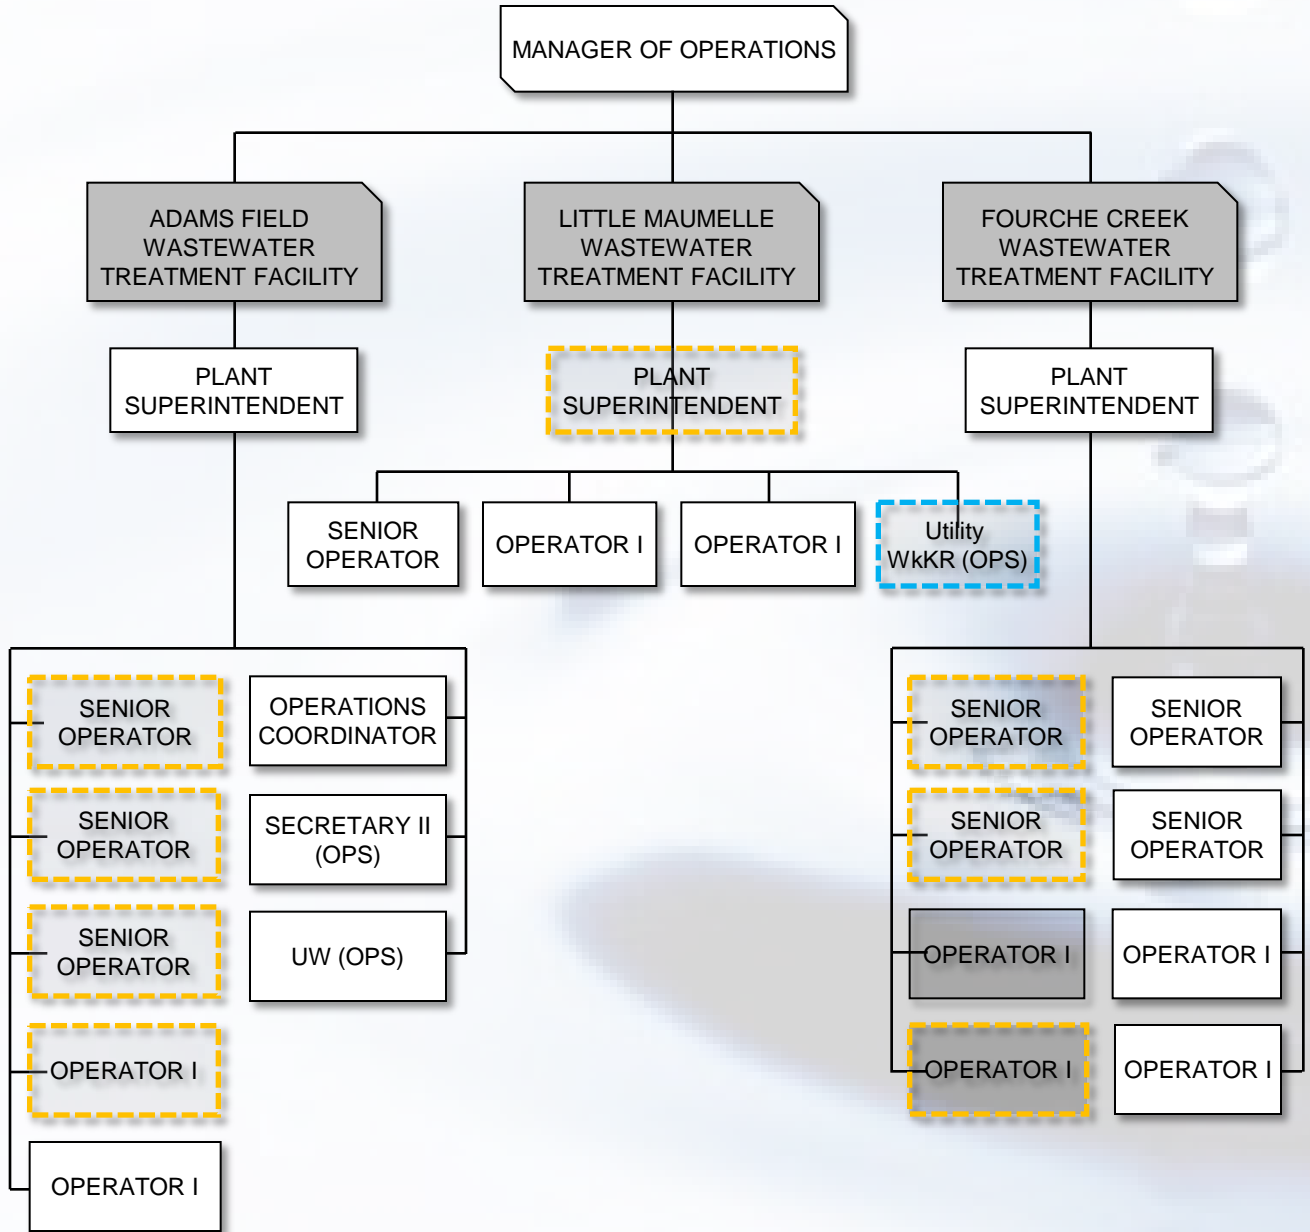 MANAGER OF OPERATIONS
ADAMS FIELD
WASTEWATER
TREATMENT FACILITY
LITTLE MAUMELLE
WASTEWATER
TREATMENT FACILITY
FOURCHE CREEK
WASTEWATER
TREATMENT FACILITY
PLANT
SUPERINTENDENT
PLANT
SUPERINTENDENT
PLANT
SUPERINTENDENT
SENIOR
OPERATOR
OPERATOR I
OPERATOR I
Utility
WkKR (OPS)
SENIOR
OPERATOR
OPERATIONS
COORDINATOR
SENIOR
OPERATOR
SECRETARY II
(OPS)
SENIOR
OPERATOR
UW (OPS)
OPERATOR I
OPERATOR I
SENIOR
OPERATOR
SENIOR
OPERATOR
SENIOR
OPERATOR
SENIOR
OPERATOR
OPERATOR I
OPERATOR I
OPERATOR I
OPERATOR I